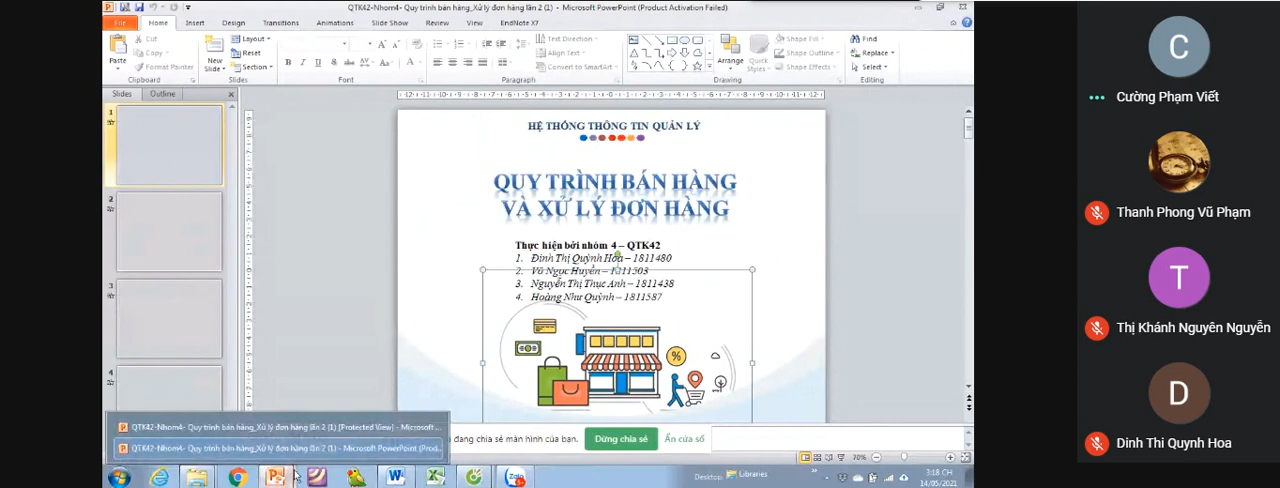 QTK42-Nhom4- Quy trình bán hàng_Xử lý đơn hàng lần 2 (1) - Microsoft PowerPoint (Product Activation Failed)
File Home Insert Design Transitions Animations Slide Show Review View EndNote X7
Cut
Copy
Format Painter
Paste
Clipboard
New
Slide
Layout
Reset
Section
Slides
Font
Text Direction
Align Text
Convert to SmartArt
Paragraph
Arrange
Quick
Styles
Shape Fill
Shape Outline
Shape Effects
Drawing
Find
Replace
Select
Editing
Slides Outline
1
2
3
4
HỆ THỐNG THÔNG TIN QUẢN LÝ
QUY TRÌNH BÁN HÀNG
VÀ XỬ LÝ ĐƠN HÀNG
Thực hiện bởi nhóm 4 – QTK42
1. Đinh Thị Quỳnh Hoa – 1811480
2. Võ Ngọc Huyền – 1811503
3. Nguyễn Thị Thục Anh – 1811438
4. Hoàng Như Quỳnh – 1811587
%
QTK42-Nhom4- Quy trình bán hàng_Xử lý đơn hàng lần 2 (1) [Protected View] - Microsoft ...
QTK42-Nhom4- Quy trình bán hàng_Xử lý đơn hàng lần 2 (1) - Microsoft PowerPoint (Prod...
đang chia sẻ màn hình của bạn.
Dừng chia sẻ
Ẩn cửa sổ
70%
Desktop
Libraries
Zalo
3:18 CH
14/05/2021
C
Cường Phạm Viết
Thanh Phong Vũ Phạm
T
Thị Khánh Nguyên Nguyễn
D
Dinh Thi Quynh Hoa